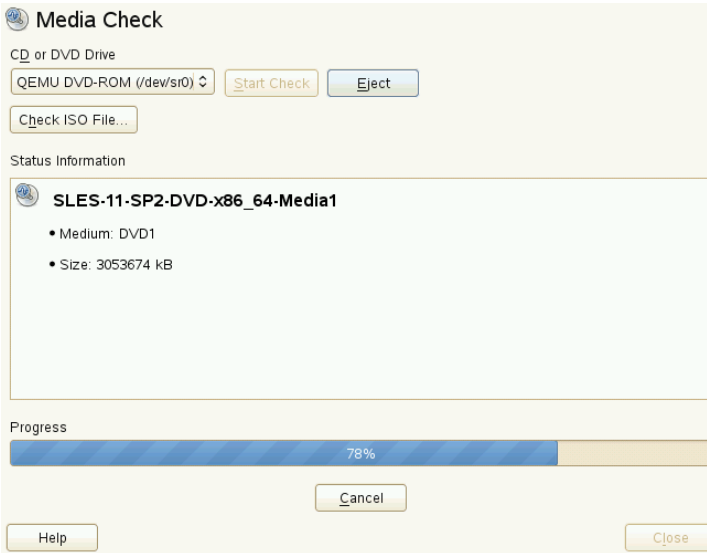 Media Check
CD or DVD Drive
QEMU DVD-ROM (/dev/sr0) Start Check Eject
Check ISO File...
Status Information
SLES-11-SP2-DVD-x86_64-Media1
• Medium: DVD1
• Size: 3053674 kB
Progress
78%
Cancel
Help Close